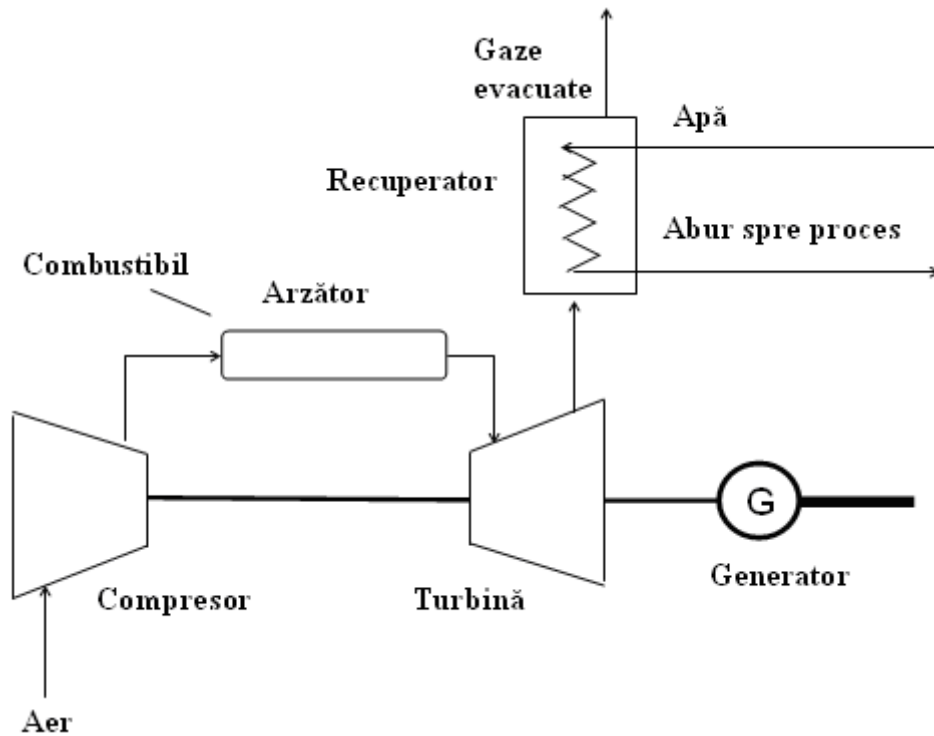 Gaze
evacuate
Apă
Recuperator
Abur spre proces
Combustibil
Arzător
G
Generator
Compresor
Turbină
Aer